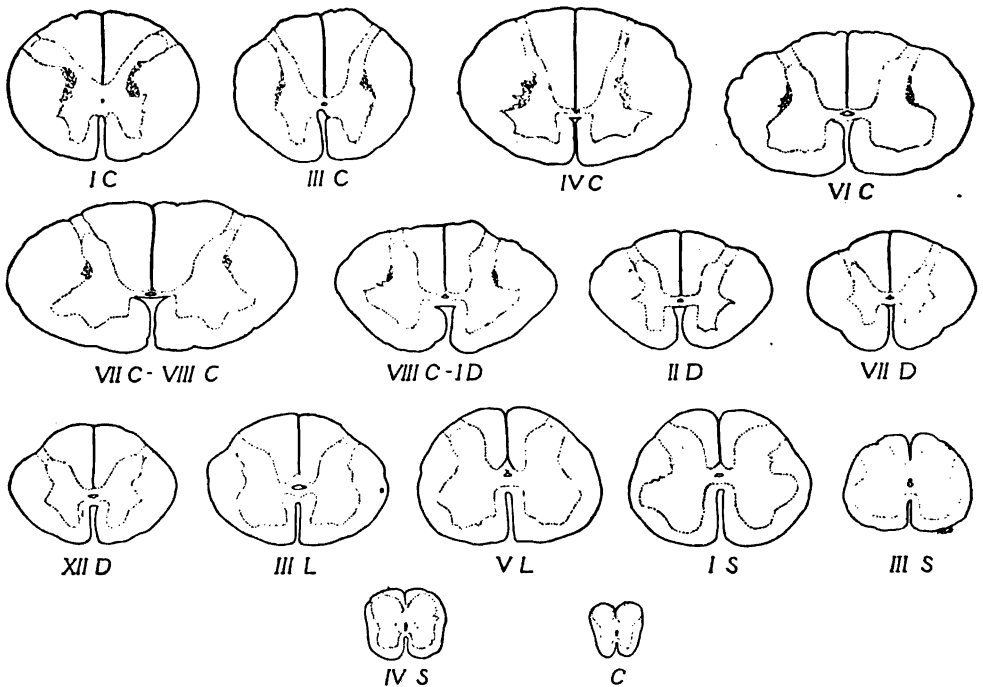 I C
III C
IV C
VI C
VII C - VIII C
VIII C - I D
II D
VII D
XII D
III L
V L
I S
III S
IV S
C